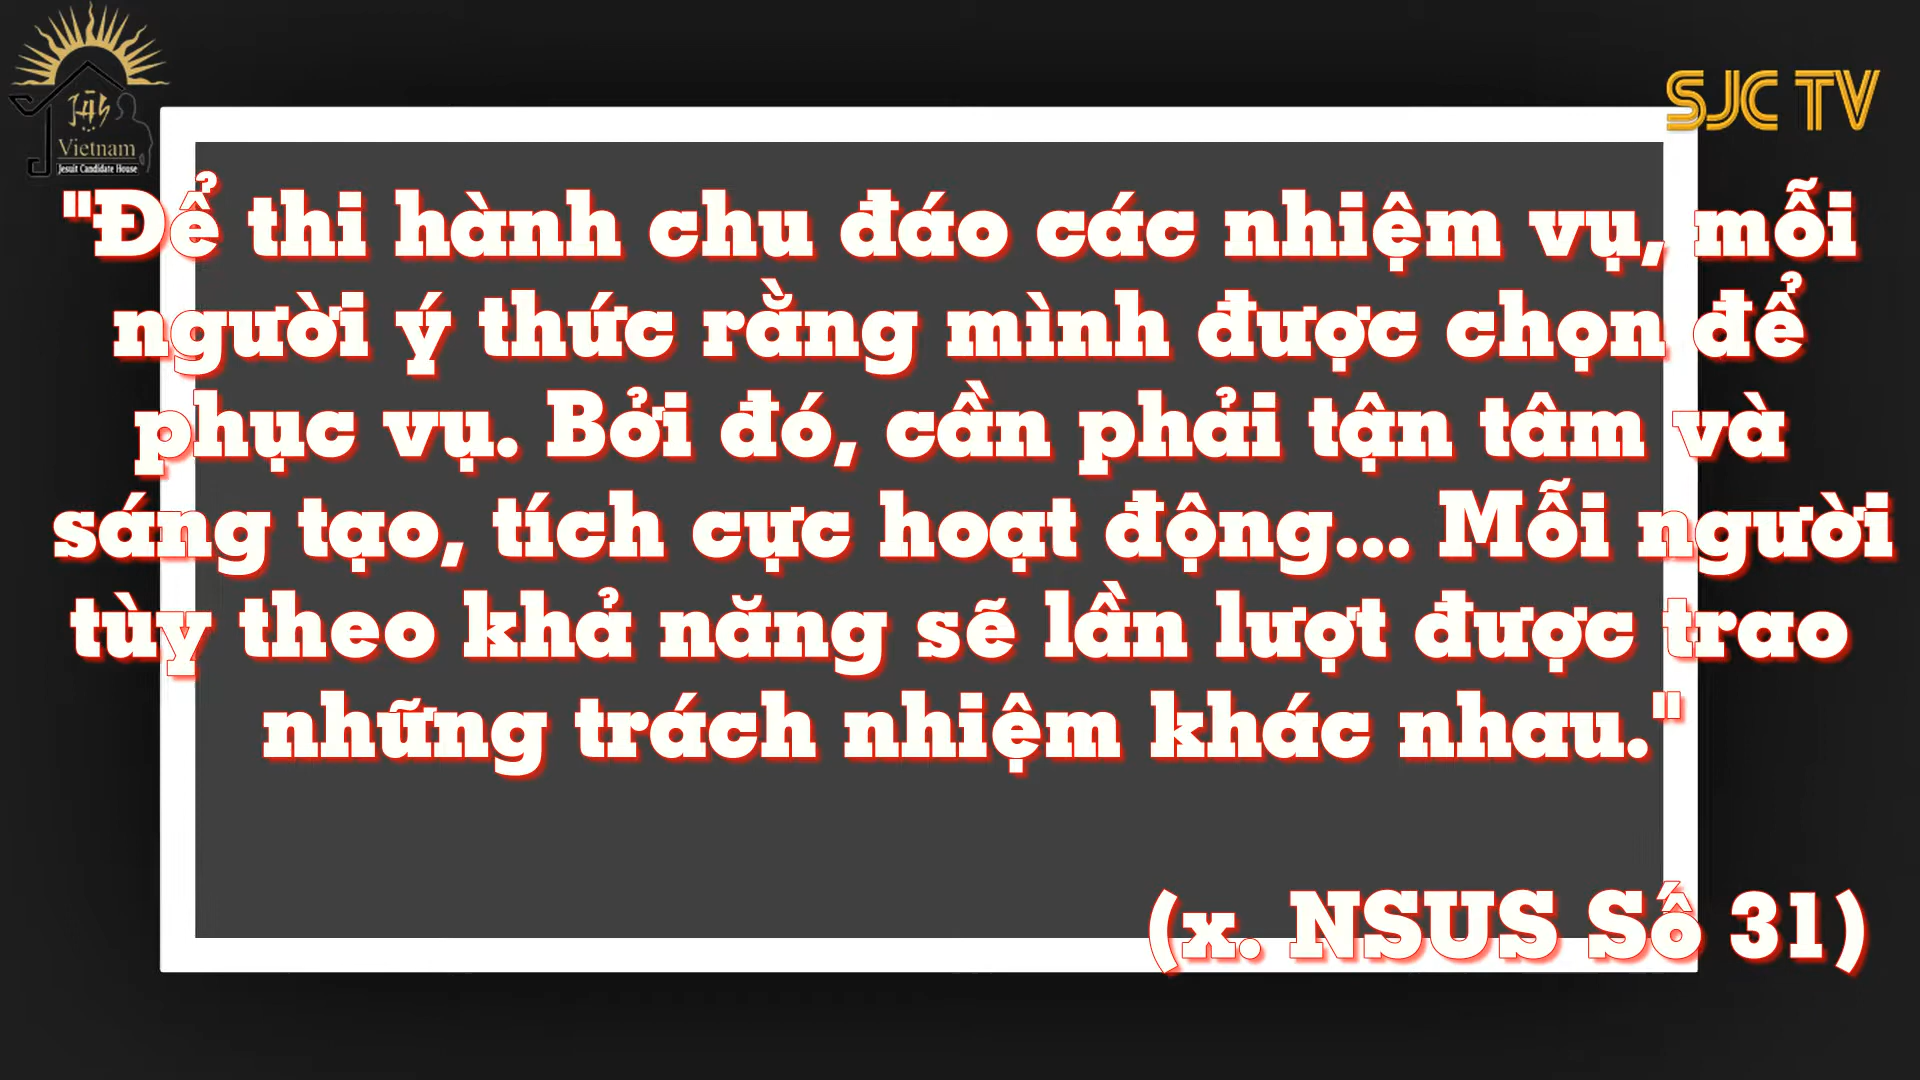 SJC TV
Vietnam
Jesuit Candidate House
"Để thi hành chu đáo các nhiệm vụ, mỗi
người ý thức rằng mình được chọn để
phục vụ. Bởi đó, cần phải tận tâm và
sáng tạo, tích cực hoạt động... Mỗi người
tùy theo khả năng sẽ lần lượt được trao
những trách nhiệm khác nhau."
(x. NSUS Số 31)